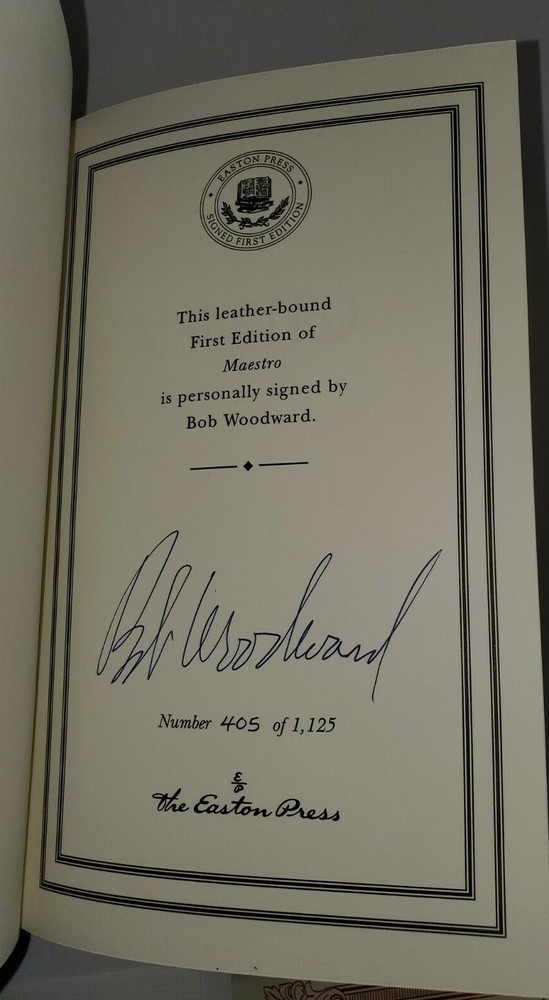 EASTON PRESS
SIGNED FIRST EDITION
This leather-bound
First Edition of
Maestro
is personally signed by
Bob Woodward.
Bob Woodward
Number 405 of 1,125
E/P
the Easton Press